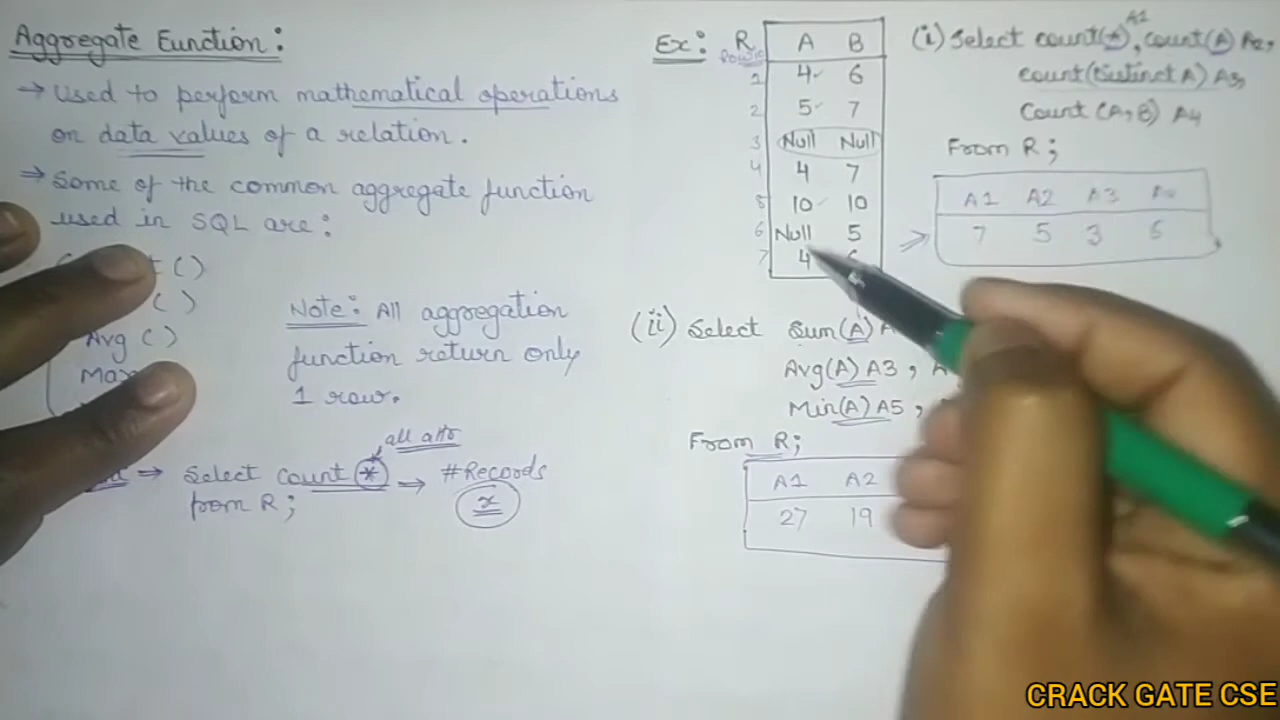 Aggregate Function:
→ Used to perform mathematical operations
on data values of a relation.
→ Some of the common aggregate function
used in SQL are:
()
()
Avg ()
Note: All aggregation
function return only
1 row.
all attr
→ Select Count * → #Records
from R;
x
Ex: R
A B
1 4 6
2 5 7
3 Null Null
4 4 7
5 10 10
6 Null 5
7 4
(i) Select count(*) A1, count(A) A2,
count(Distinct A) A3,
Count (A,B) A4
From R;
A1 A2 A3
7 5 3 6
(ii) Select Sum(A)
Avg(A) A3,
Min(A) A5,
From R;
A1 A2
27 19
CRACK GATE CSE